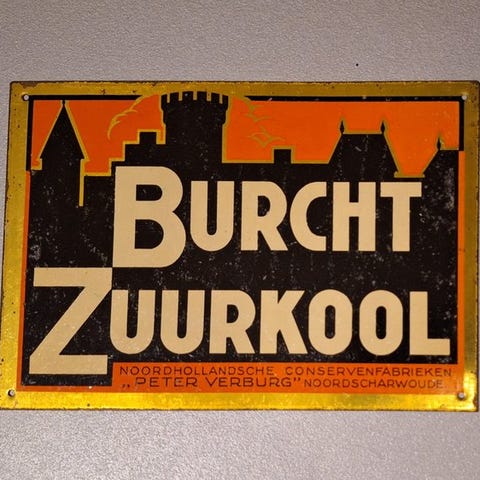 BURCHT
ZUURKOOL
NOORDHOLLANDSCHE CONSERVENFABRIEKEN
„PETER VERBURG" NOORDSCHARWOUDE.